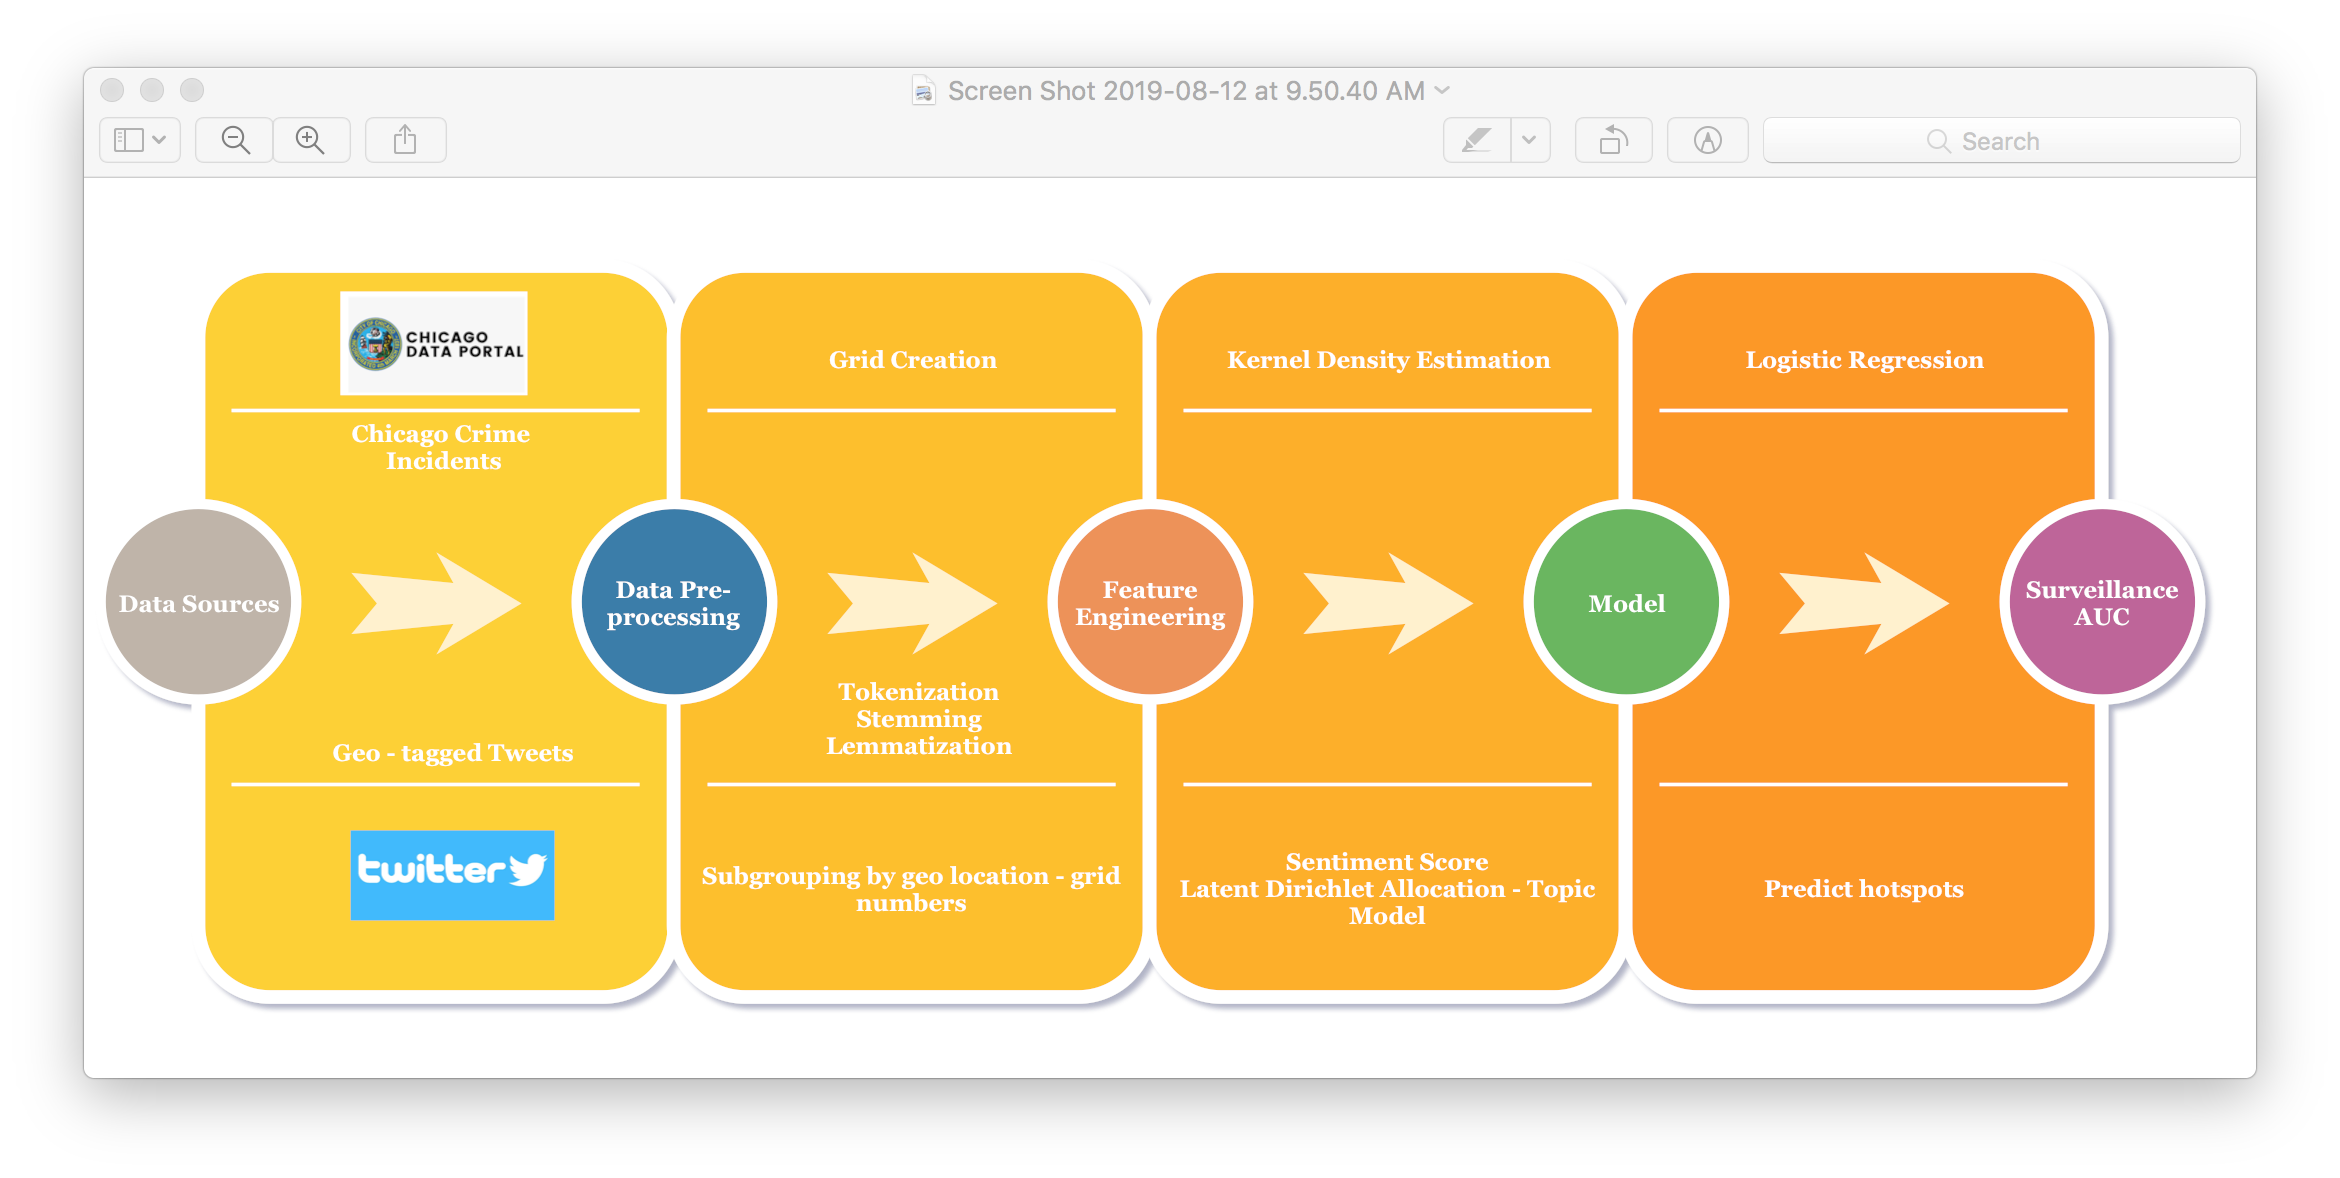 Screen Shot 2019-08-12 at 9.50.40 AM
Search
CHICAGO
DATA PORTAL
Chicago Crime
Incidents
Data Sources
Geo - tagged Tweets
twitter
Grid Creation
Data Pre-
processing
Tokenization
Stemming
Lemmatization
Subgrouping by geo location - grid
numbers
Kernel Density Estimation
Feature
Engineering
Sentiment Score
Latent Dirichlet Allocation - Topic
Model
Logistic Regression
Model
Predict hotspots
Surveillance
AUC